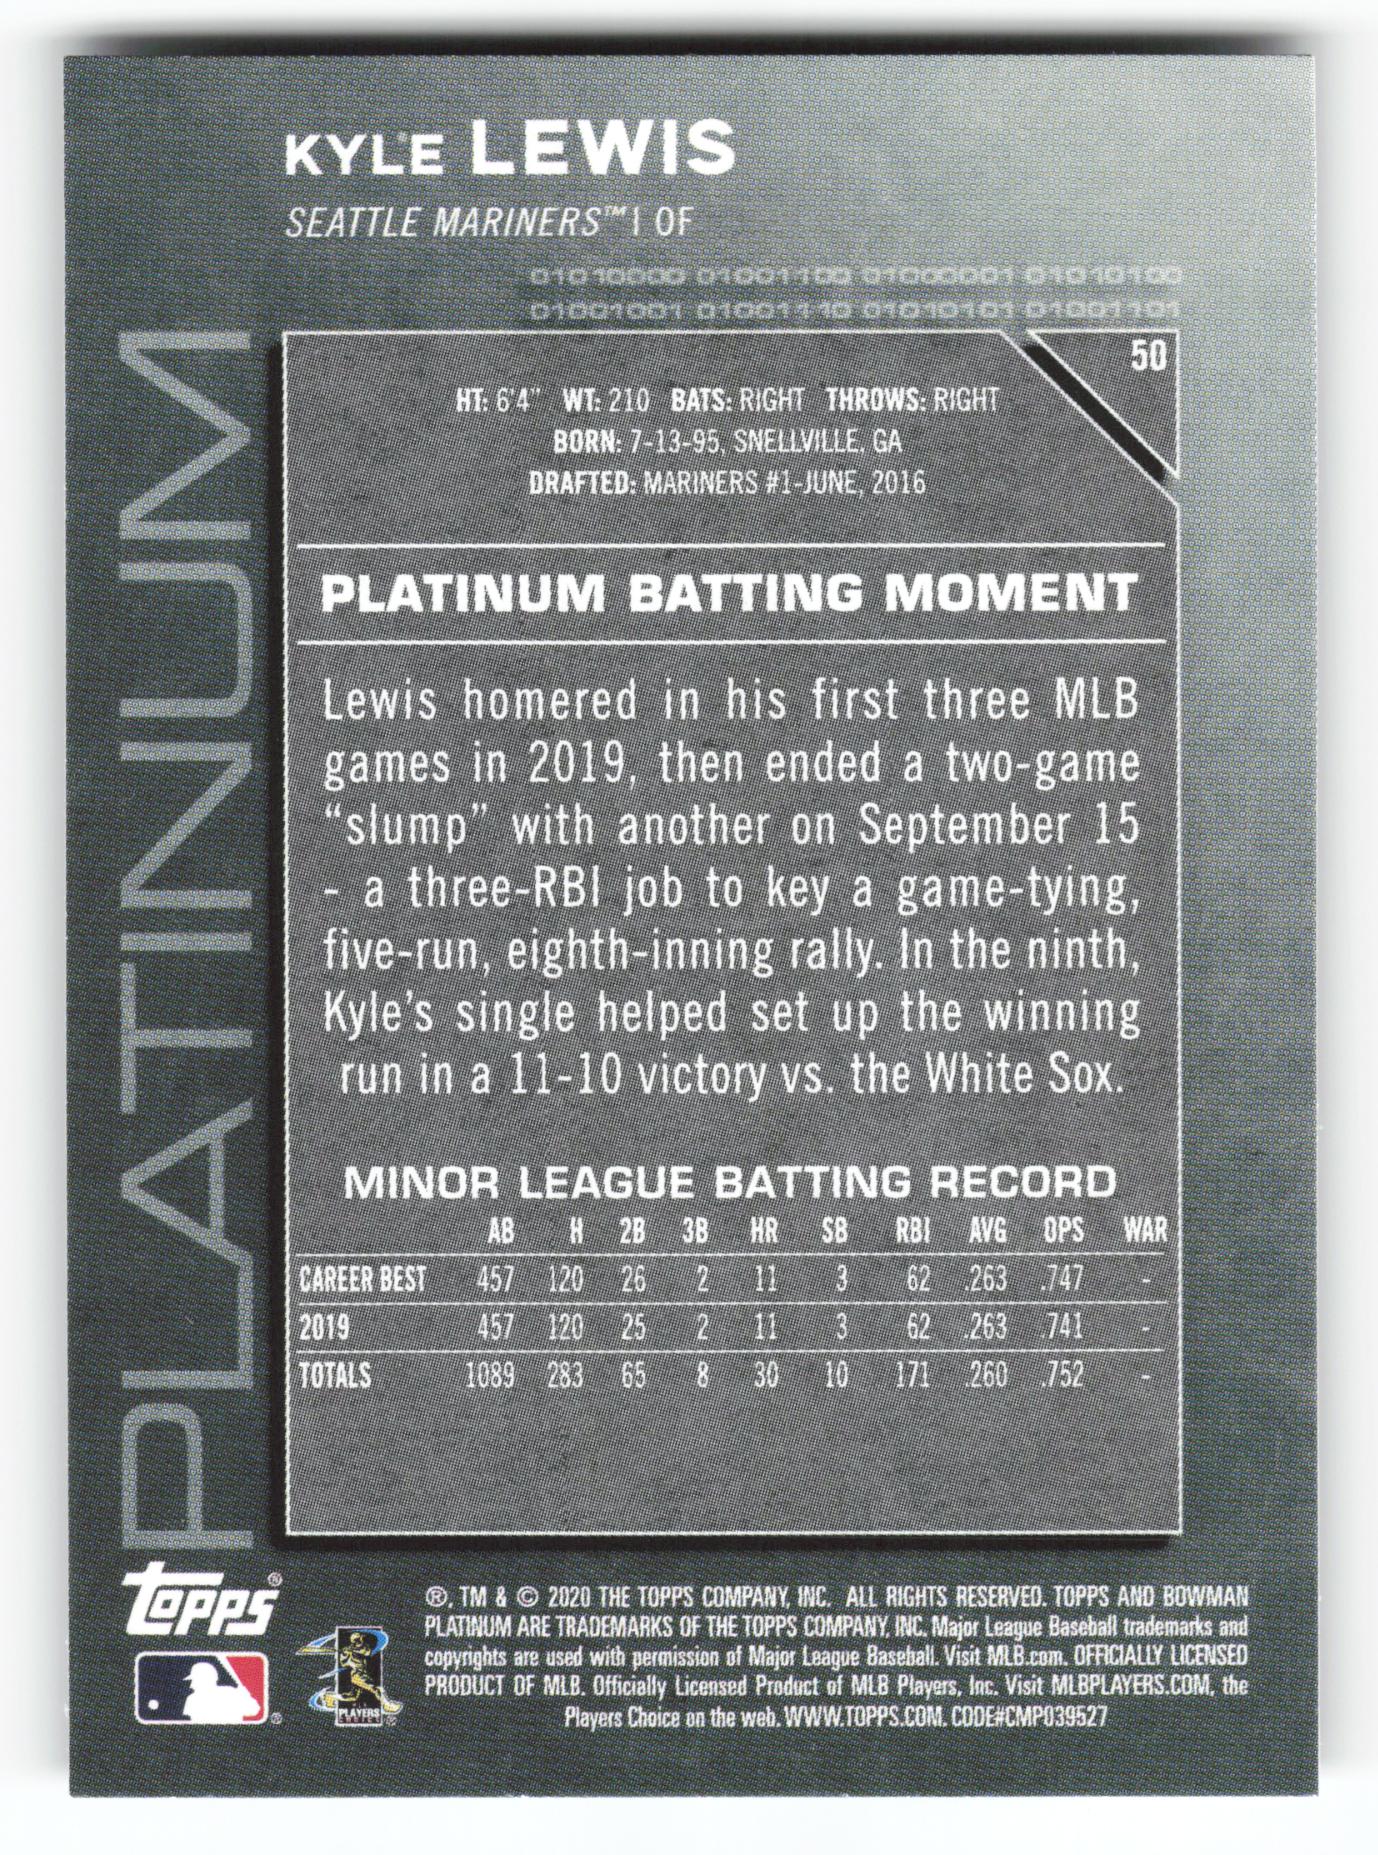 KYLE LEWIS
SEATTLE MARINERS™ | OF
01010000 01001100 01000001 01010100
01001001 01001110 01010101 01001101
50
HT: 6'4" WT: 210 BATS: RIGHT THROWS: RIGHT
BORN: 7-13-95, SNELLVILLE, GA
DRAFTED: MARINERS #1-JUNE, 2016
PLATINUM
PLATINUM BATTING MOMENT
Lewis homered in his first three MLB
games in 2019, then ended a two-game
“slump” with another on September 15
- a three-RBI job to key a game-tying,
five-run, eighth-inning rally. In the ninth,
Kyle's single helped set up the winning
run in a 11-10 victory vs. the White Sox.
MINOR LEAGUE BATTING RECORD
AB H 2B 3B HR SB RBI AVG OPS WAR
CAREER BEST 457 120 26 2 11 3 62 .263 .747 -
2019 457 120 25 2 11 3 62 .263 .741 -
TOTALS 1089 283 65 8 30 10 171 .260 .752 -
Topps®
®, TM & © 2020 THE TOPPS COMPANY, INC. ALL RIGHTS RESERVED. TOPPS AND BOWMAN
PLATINUM ARE TRADEMARKS OF THE TOPPS COMPANY, INC. Major League Baseball trademarks and
copyrights are used with permission of Major League Baseball. Visit MLB.com. OFFICIALLY LICENSED
PRODUCT OF MLB. Officially Licensed Product of MLB Players, Inc. Visit MLBPLAYERS.COM, the
Players Choice on the web. WWW.TOPPS.COM. CODE#CMP039527
PLAYERS
CHOICE ®